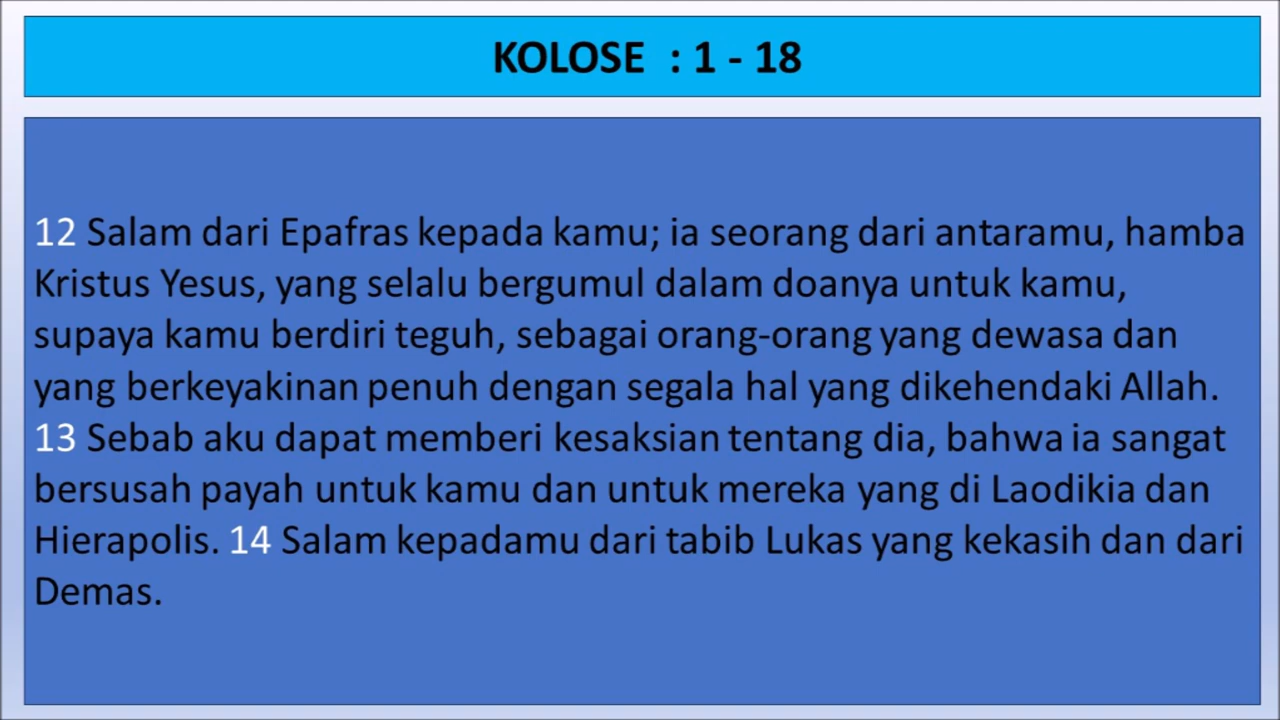 KOLOSE : 1 - 18
12 Salam dari Epafras kepada kamu; ia seorang dari antaramu, hamba
Kristus Yesus, yang selalu bergumul dalam doanya untuk kamu,
supaya kamu berdiri teguh, sebagai orang-orang yang dewasa dan
yang berkeyakinan penuh dengan segala hal yang dikehendaki Allah.
13 Sebab aku dapat memberi kesaksian tentang dia, bahwa ia sangat
bersusah payah untuk kamu dan untuk mereka yang di Laodikia dan
Hierapolis. 14 Salam kepadamu dari tabib Lukas yang kekasih dan dari
Demas.